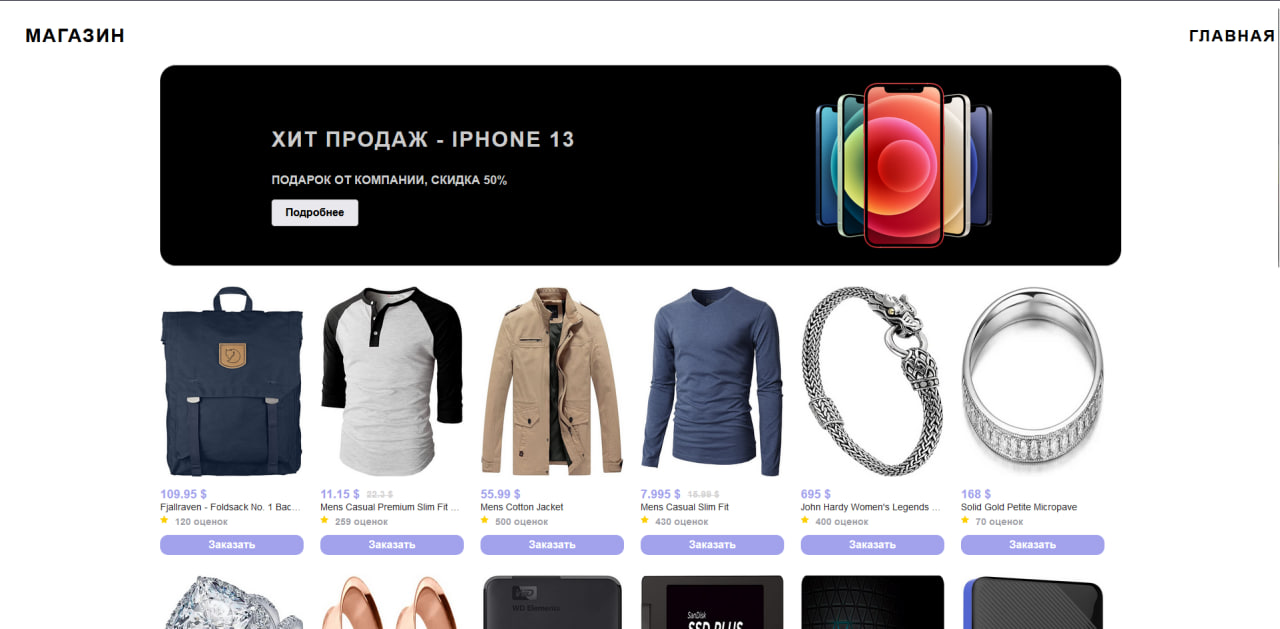 МАГАЗИН
ГЛАВНАЯ
ХИТ ПРОДАЖ - IPHONE 13
ПОДАРОК ОТ КОМПАНИИ, СКИДКА 50%
Подробнее
109.95 $
Fjallraven - Foldsack No. 1 Bac...
120 оценок
Заказать
11.15 $ 22.3 $
Mens Casual Premium Slim Fit ...
259 оценок
Заказать
55.99 $
Mens Cotton Jacket
500 оценок
Заказать
7.995 $ 15.99 $
Mens Casual Slim Fit
430 оценок
Заказать
695 $
John Hardy Women's Legends ...
400 оценок
Заказать
168 $
Solid Gold Petite Micropave
70 оценок
Заказать
WD Elements
SanDisk
SSD PLUS